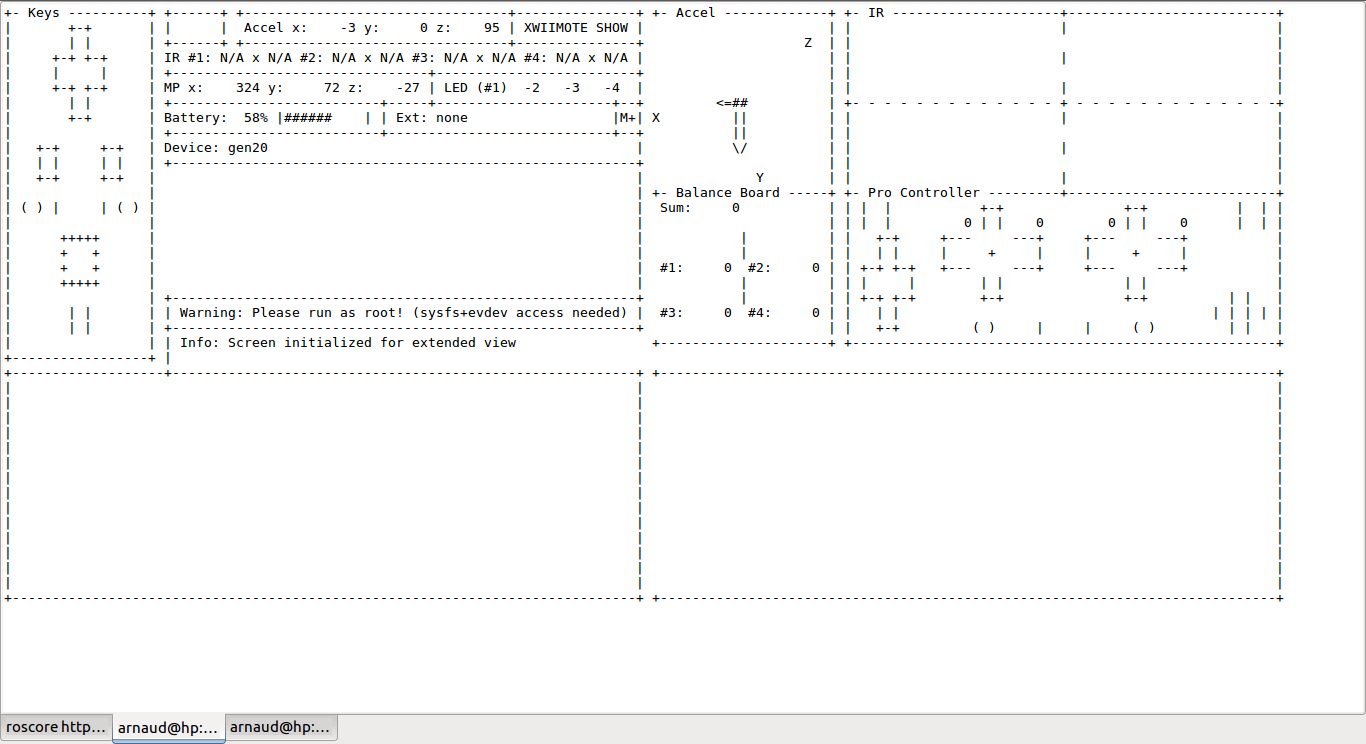 Keys
Accel x: -3 y: 0 z: 95 | XWIIMOTE SHOW
IR #1: N/A x N/A #2: N/A x N/A #3: N/A x N/A #4: N/A x N/A
MP x: 324 y: 72 z: -27 | LED (#1) -2 -3 -4
Battery: 58% |###### | | Ext: none |M+|
Device: gen20
Warning: Please run as root! (sysfs+evdev access needed)
Info: Screen initialized for extended view
Accel
Z
<=##
X
Y
Balance Board
Sum: 0
#1: 0 #2: 0
#3: 0 #4: 0
IR
Pro Controller
0 0 0 0
roscore http...
arnaud@hp:...
arnaud@hp:...